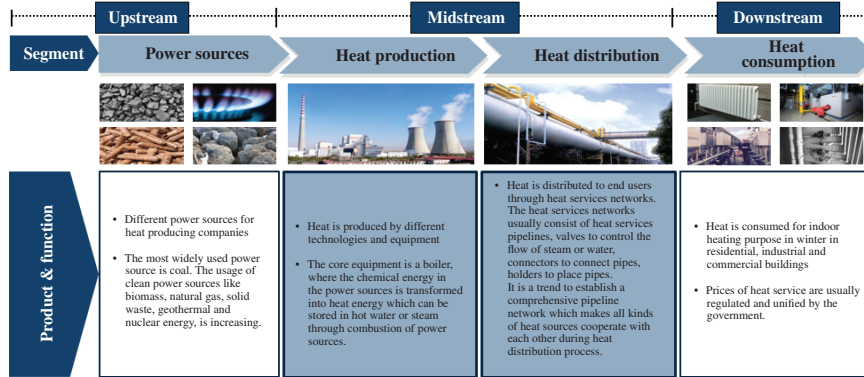 Upstream
Midstream
Downstream
Segment
Power sources
Heat production
Heat distribution
Heat
consumption
Product & function
• Different power sources for
heat producing companies
• The most widely used power
source is coal. The usage of
clean power sources like
biomass, natural gas, solid
waste, geothermal and
nuclear energy, is increasing.
• Heat is produced by different
technologies and equipment
• The core equipment is a boiler,
where the chemical energy in
the power sources is transformed
into heat energy which can be
stored in hot water or steam
through combustion of power
sources.
• Heat is distributed to end users
through heat services networks.
The heat services networks
usually consist of heat services
pipelines, valves to control the
flow of steam or water,
connectors to connect pipes,
holders to place pipes.
It is a trend to establish a
comprehensive pipeline
network which makes all kinds
of heat sources cooperate with
each other during heat
distribution process.
• Heat is consumed for indoor
heating purpose in winter in
residential, industrial and
commercial buildings
• Prices of heat service are usually
regulated and unified by the
government.